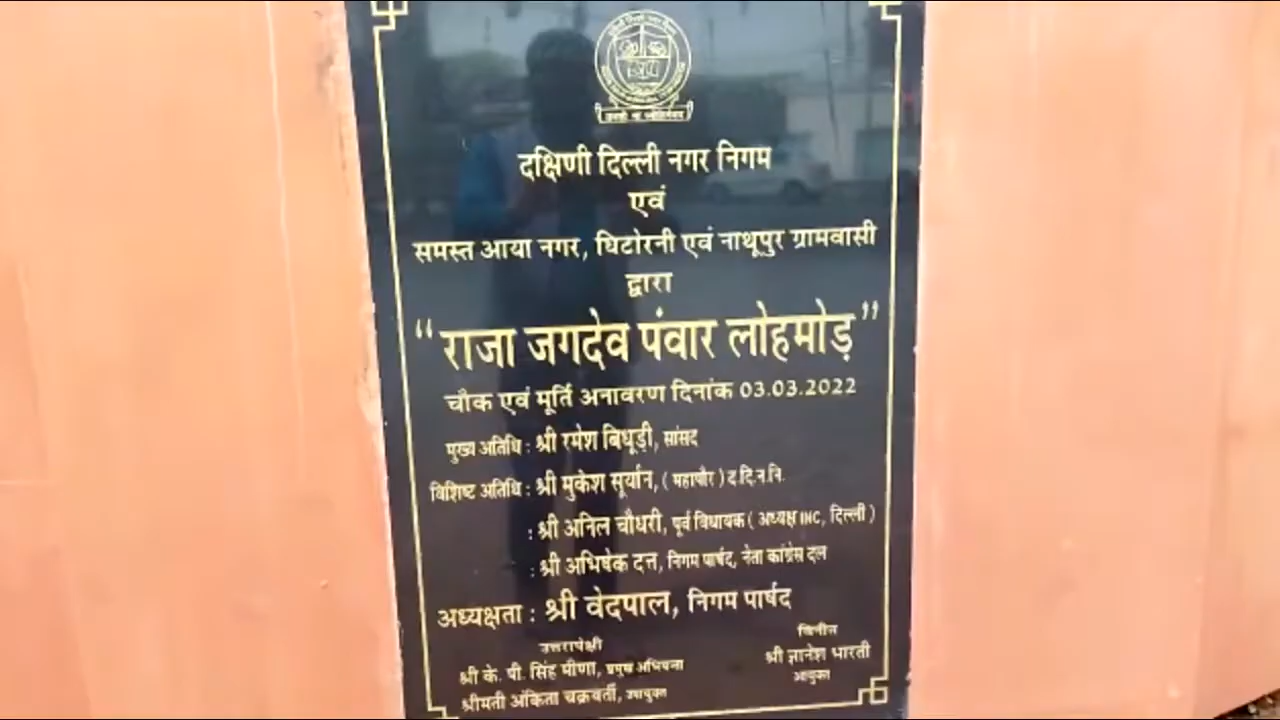 दक्षिणी दिल्ली नगर निगम
एवं
समस्त आया नगर, घिटोरनी एवं नाथूपुर ग्रामवासी
द्वारा
“राजा जगदेव पंवार लोहमोड़”
चौक एवं मूर्ति अनावरण दिनांक 03.03.2022
मुख्य अतिथि : श्री रमेश बिधूड़ी, सांसद
विशिष्ट अतिथि : श्री मुकेश सूर्यान, ( महापौर ) द.दि.न.नि.
: श्री अनिल चौधरी, पूर्व विधायक ( अध्यक्ष INC, दिल्ली )
: श्री अभिषेक दत्त, निगम पार्षद, नेता कांग्रेस दल
अध्यक्षता : श्री वेदपाल, निगम पार्षद
उत्तरापेक्षी
श्री के. पी. सिंह मीणा, प्रमुख अभियन्ता
श्रीमती अंकिता चक्रवर्ती, उपायुक्त
विनीत
श्री ज्ञानेश भारती
आयुक्त